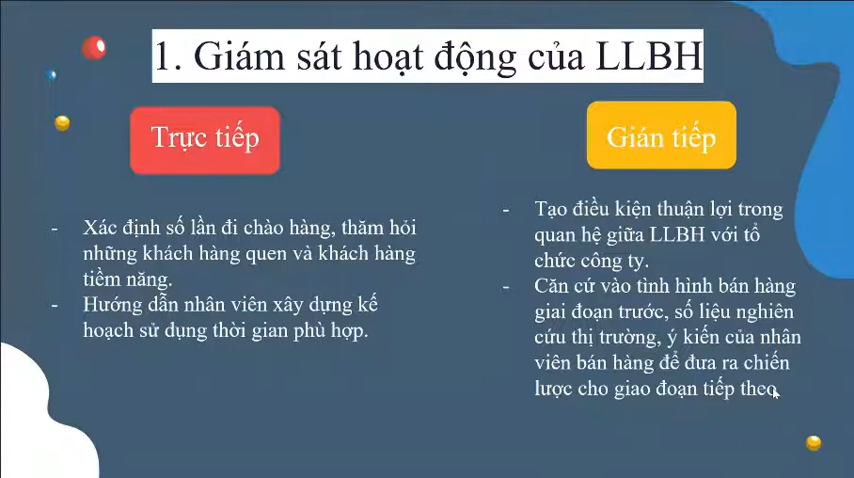 1. Giám sát hoạt động của LLBH
Trực tiếp
- Xác định số lần đi chào hàng, thăm hỏi
những khách hàng quen và khách hàng
tiềm năng.
- Hướng dẫn nhân viên xây dựng kế
hoạch sử dụng thời gian phù hợp.
Gián tiếp
- Tạo điều kiện thuận lợi trong
quan hệ giữa LLBH với tổ
chức công ty.
- Căn cứ vào tình hình bán hàng
giai đoạn trước, số liệu nghiên
cứu thị trường, ý kiến của nhân
viên bán hàng để đưa ra chiến
lược cho giao đoạn tiếp theo